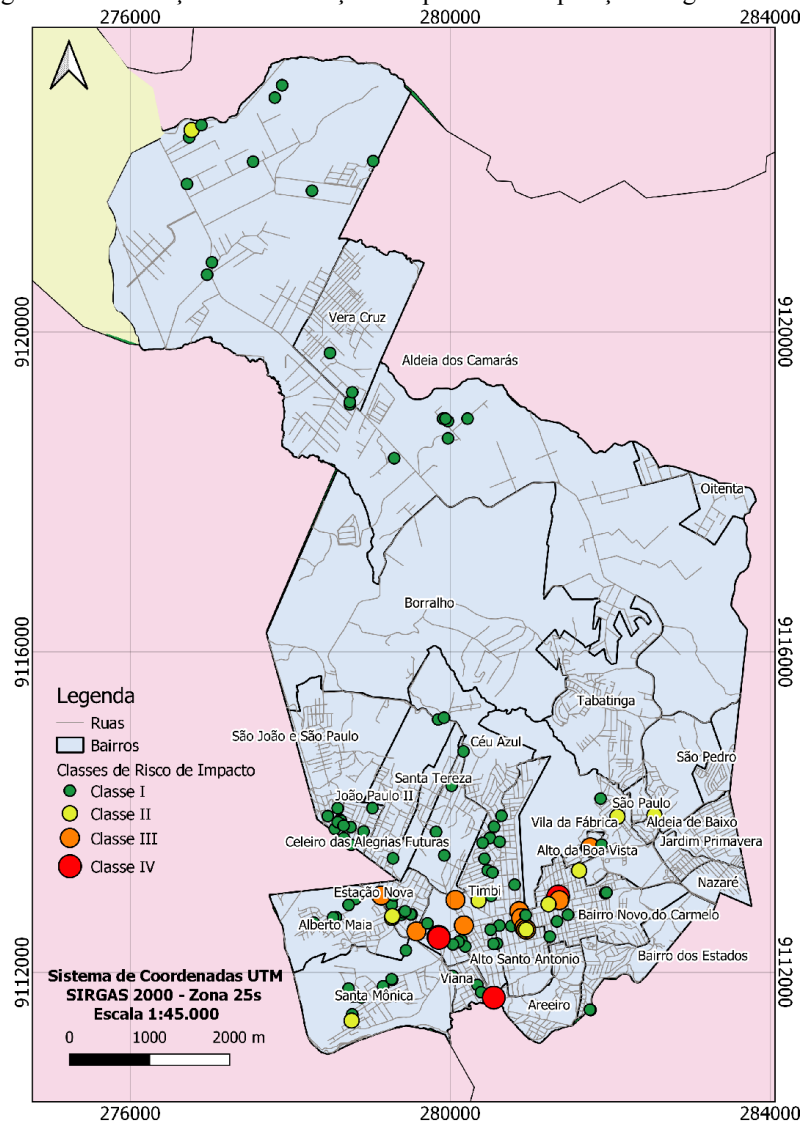 276000
280000
284000
9120000
9120000
Vera Cruz
Aldeia dos Camarás
Oitenta
Borralho
9116000
9116000
Legenda
Ruas
Bairros
Classes de Risco de Impacto
Classe I
Classe II
Classe III
Classe IV
Tabatinga
São João e São Paulo
Céu Azul
São Pedro
Santa Tereza
João Paulo II
São Paulo
Vila da Fábrica
Aldeia de Baixo
Celeiro das Alegrias Futuras
Alto da Boa Vista
Jardim Primavera
Nazaré
Estação Nova
Timbi
Alberto Maia
Bairro Novo do Carmelo
Alto Santo Antonio
Bairro dos Estados
9112000
9112000
Sistema de Coordenadas UTM
SIRGAS 2000 - Zona 25s
Escala 1:45.000
0
1000
2000 m
Viana
Santa Mônica
Areeiro
276000
280000
284000